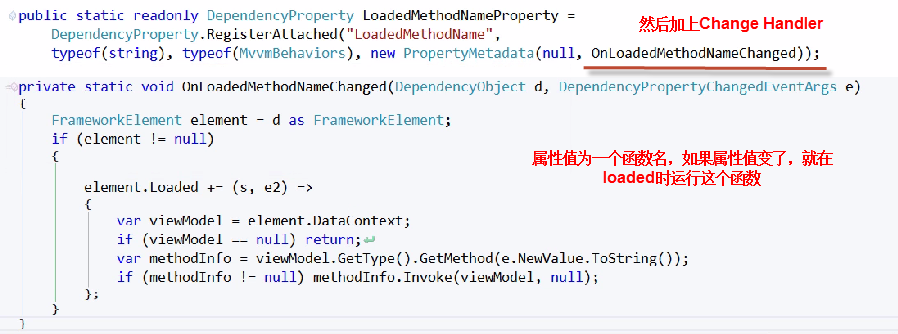 public static readonly DependencyProperty LoadedMethodNameProperty =
然后加上Change Handler
DependencyProperty.RegisterAttached("LoadedMethodName",
typeof(string), typeof(MvvmBehaviors), new PropertyMetadata(null, OnLoadedMethodNameChanged));
private static void OnLoadedMethodNameChanged(DependencyObject d, DependencyPropertyChangedEventArgs e)
{
FrameworkElement element = d as FrameworkElement;
if (element != null)
{
属性值为一个函数名，如果属性值变了，就在
loaded时运行这个函数
element.Loaded += (s, e2) =>
{
var viewModel = element.DataContext;
if (viewModel == null) return;
var methodInfo = viewModel.GetType().GetMethod(e.NewValue.ToString());
if (methodInfo != null) methodInfo.Invoke(viewModel, null);
};
}
}